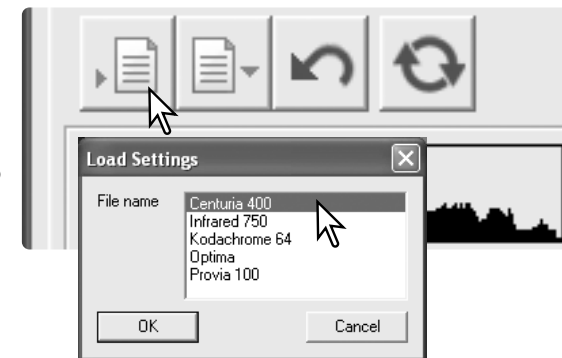 Load Settings
File name
Centuria 400
Infrared 750
Kodachrome 64
Optima
Provia 100
OK
Cancel